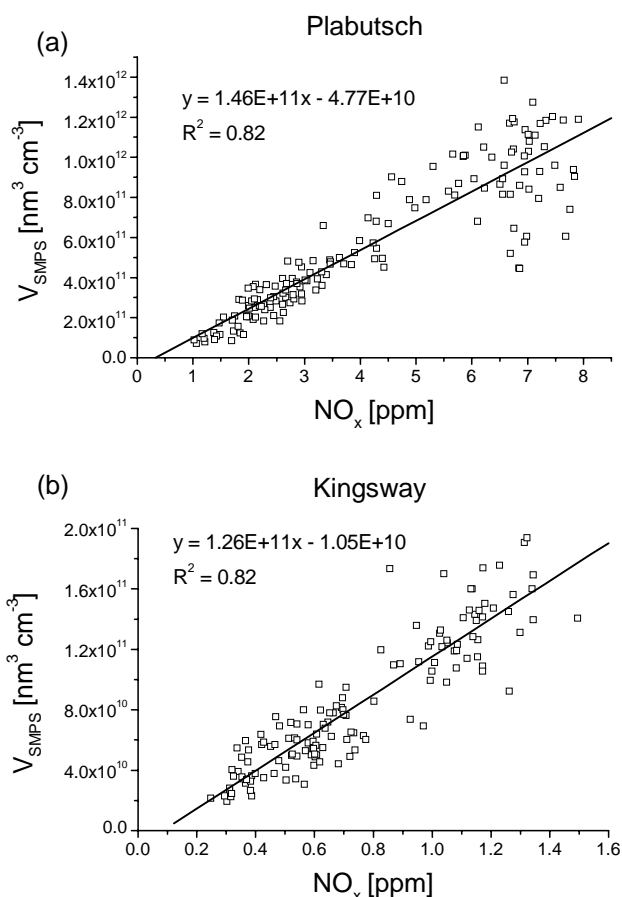 (a)
Plabutsch
1.4x10¹²
y = 1.46E+11x - 4.77E+10
1.2x10¹²
R² = 0.82
1.0x10¹²
8.0x10¹¹
6.0x10¹¹
4.0x10¹¹
2.0x10¹¹
0.0
V_SMPS [nm³ cm⁻³]
0 1 2 3 4 5 6 7 8
NOₓ [ppm]
(b)
Kingsway
2.0x10¹¹
y = 1.26E+11x - 1.05E+10
R² = 0.82
1.6x10¹¹
1.2x10¹¹
8.0x10¹⁰
4.0x10¹⁰
0.0
V_SMPS [nm³ cm⁻³]
0.0 0.2 0.4 0.6 0.8 1.0 1.2 1.4 1.6
NOₓ [ppm]